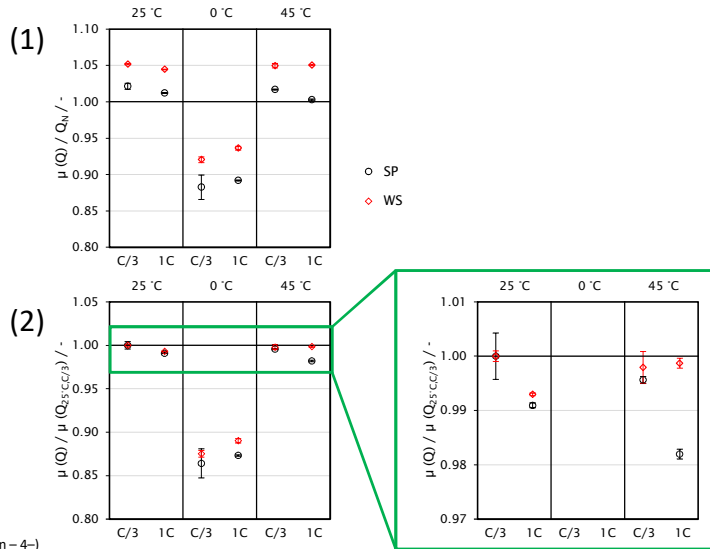 25 ℃ 0 ℃ 45 ℃
(1)
1.10
1.05
1.00
0.95
0.90
0.85
0.80
μ (Q) / Q_N / -
C/3 1C C/3 1C C/3 1C
SP
WS
25 ℃ 0 ℃ 45 ℃
(2)
1.05
1.00
0.95
0.90
0.85
0.80
μ (Q) / μ (Q_25℃,C/3) / -
C/3 1C C/3 1C C/3 1C
25 ℃ 0 ℃ 45 ℃
1.01
1.00
0.99
0.98
0.97
μ (Q) / μ (Q_25℃,C/3) / -
C/3 1C C/3 1C C/3 1C
n – 4–)